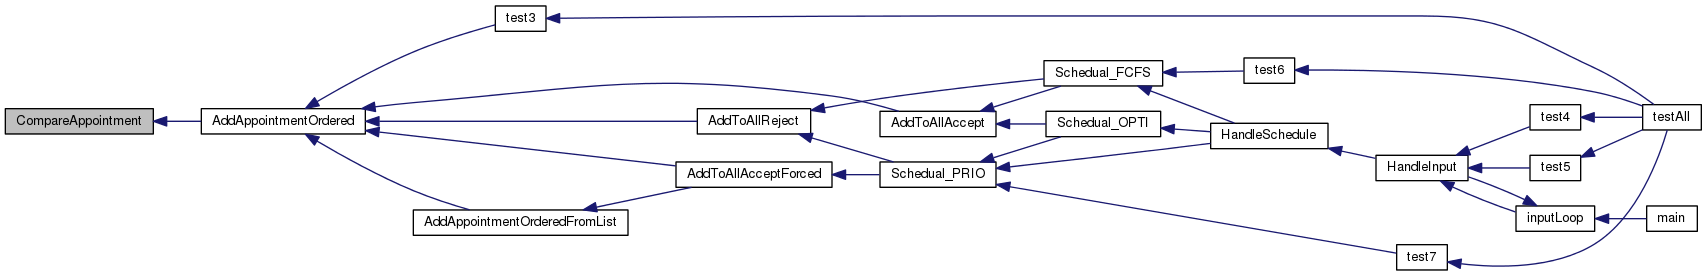 test3
Schedual_FCFS
test6
CompareAppointment
AddAppointmentOrdered
AddToAllReject
AddToAllAccept
Schedual_OPTI
HandleSchedule
test4
testAll
AddToAllAcceptForced
Schedual_PRIO
HandleInput
test5
AddAppointmentOrderedFromList
inputLoop
main
test7